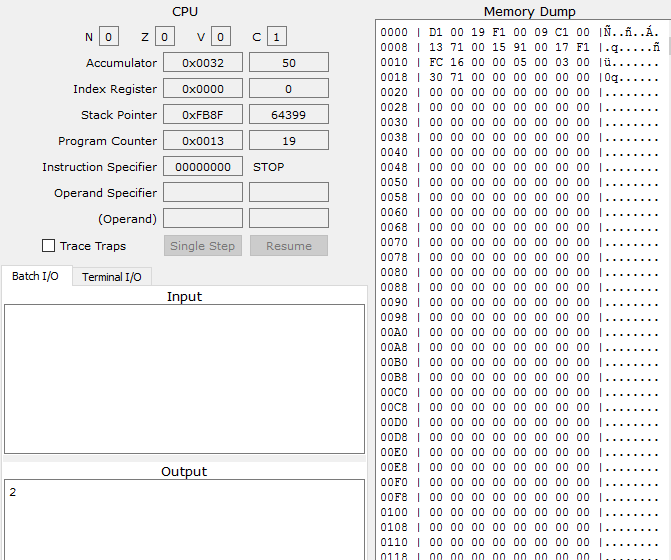 CPU
N 0 Z 0 V 0 C 1
Accumulator 0x0032 50
Index Register 0x0000 0
Stack Pointer 0xFB8F 64399
Program Counter 0x0013 19
Instruction Specifier 00000000 STOP
Operand Specifier
(Operand)
Trace Traps Single Step Resume
Batch I/O Terminal I/O
Input
Output
2
Memory Dump
0000 | D1 00 19 F1 00 09 C1 00 |Ñ..ñ..Á.
0008 | 13 71 00 15 91 00 17 F1 |.q.....ñ
0010 | FC 16 00 00 05 00 03 00 |ü.......
0018 | 30 71 00 00 00 00 00 00 |0q......
0020 | 00 00 00 00 00 00 00 00 |........
0028 | 00 00 00 00 00 00 00 00 |........
0030 | 00 00 00 00 00 00 00 00 |........
0038 | 00 00 00 00 00 00 00 00 |........
0040 | 00 00 00 00 00 00 00 00 |........
0048 | 00 00 00 00 00 00 00 00 |........
0050 | 00 00 00 00 00 00 00 00 |........
0058 | 00 00 00 00 00 00 00 00 |........
0060 | 00 00 00 00 00 00 00 00 |........
0068 | 00 00 00 00 00 00 00 00 |........
0070 | 00 00 00 00 00 00 00 00 |........
0078 | 00 00 00 00 00 00 00 00 |........
0080 | 00 00 00 00 00 00 00 00 |........
0088 | 00 00 00 00 00 00 00 00 |........
0090 | 00 00 00 00 00 00 00 00 |........
0098 | 00 00 00 00 00 00 00 00 |........
00A0 | 00 00 00 00 00 00 00 00 |........
00A8 | 00 00 00 00 00 00 00 00 |........
00B0 | 00 00 00 00 00 00 00 00 |........
00B8 | 00 00 00 00 00 00 00 00 |........
00C0 | 00 00 00 00 00 00 00 00 |........
00C8 | 00 00 00 00 00 00 00 00 |........
00D0 | 00 00 00 00 00 00 00 00 |........
00D8 | 00 00 00 00 00 00 00 00 |........
00E0 | 00 00 00 00 00 00 00 00 |........
00E8 | 00 00 00 00 00 00 00 00 |........
00F0 | 00 00 00 00 00 00 00 00 |........
00F8 | 00 00 00 00 00 00 00 00 |........
0100 | 00 00 00 00 00 00 00 00 |........
0108 | 00 00 00 00 00 00 00 00 |........
0110 | 00 00 00 00 00 00 00 00 |........
0118 | 00 00 00 00 00 00 00 00 |........